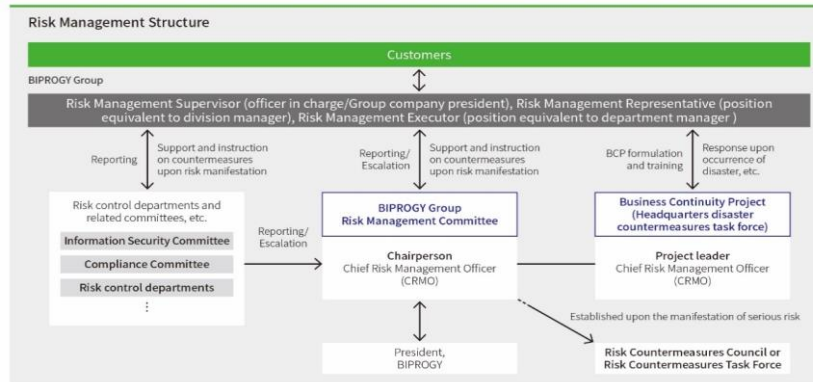 Risk Management Structure
Customers
BIPROGY Group
Risk Management Supervisor (officer in charge/Group company president), Risk Management Representative (position
equivalent to division manager), Risk Management Executor (position equivalent to department manager )
Reporting
Support and instruction
on countermeasures
upon risk manifestation
Reporting/
Escalation
Support and instruction
on countermeasures
upon risk manifestation
BCP formulation
and training
Response upon
occurrence of
disaster, etc.
Risk control departments and
related committees, etc.
Information Security Committee
Compliance Committee
Risk control departments
⋮
Reporting/
Escalation
BIPROGY Group
Risk Management Committee
Chairperson
Chief Risk Management Officer
(CRMO)
Business Continuity Project
(Headquarters disaster
countermeasures task force)
Project leader
Chief Risk Management Officer
(CRMO)
Established upon the manifestation of serious risk
President,
BIPROGY
Risk Countermeasures Council or
Risk Countermeasures Task Force